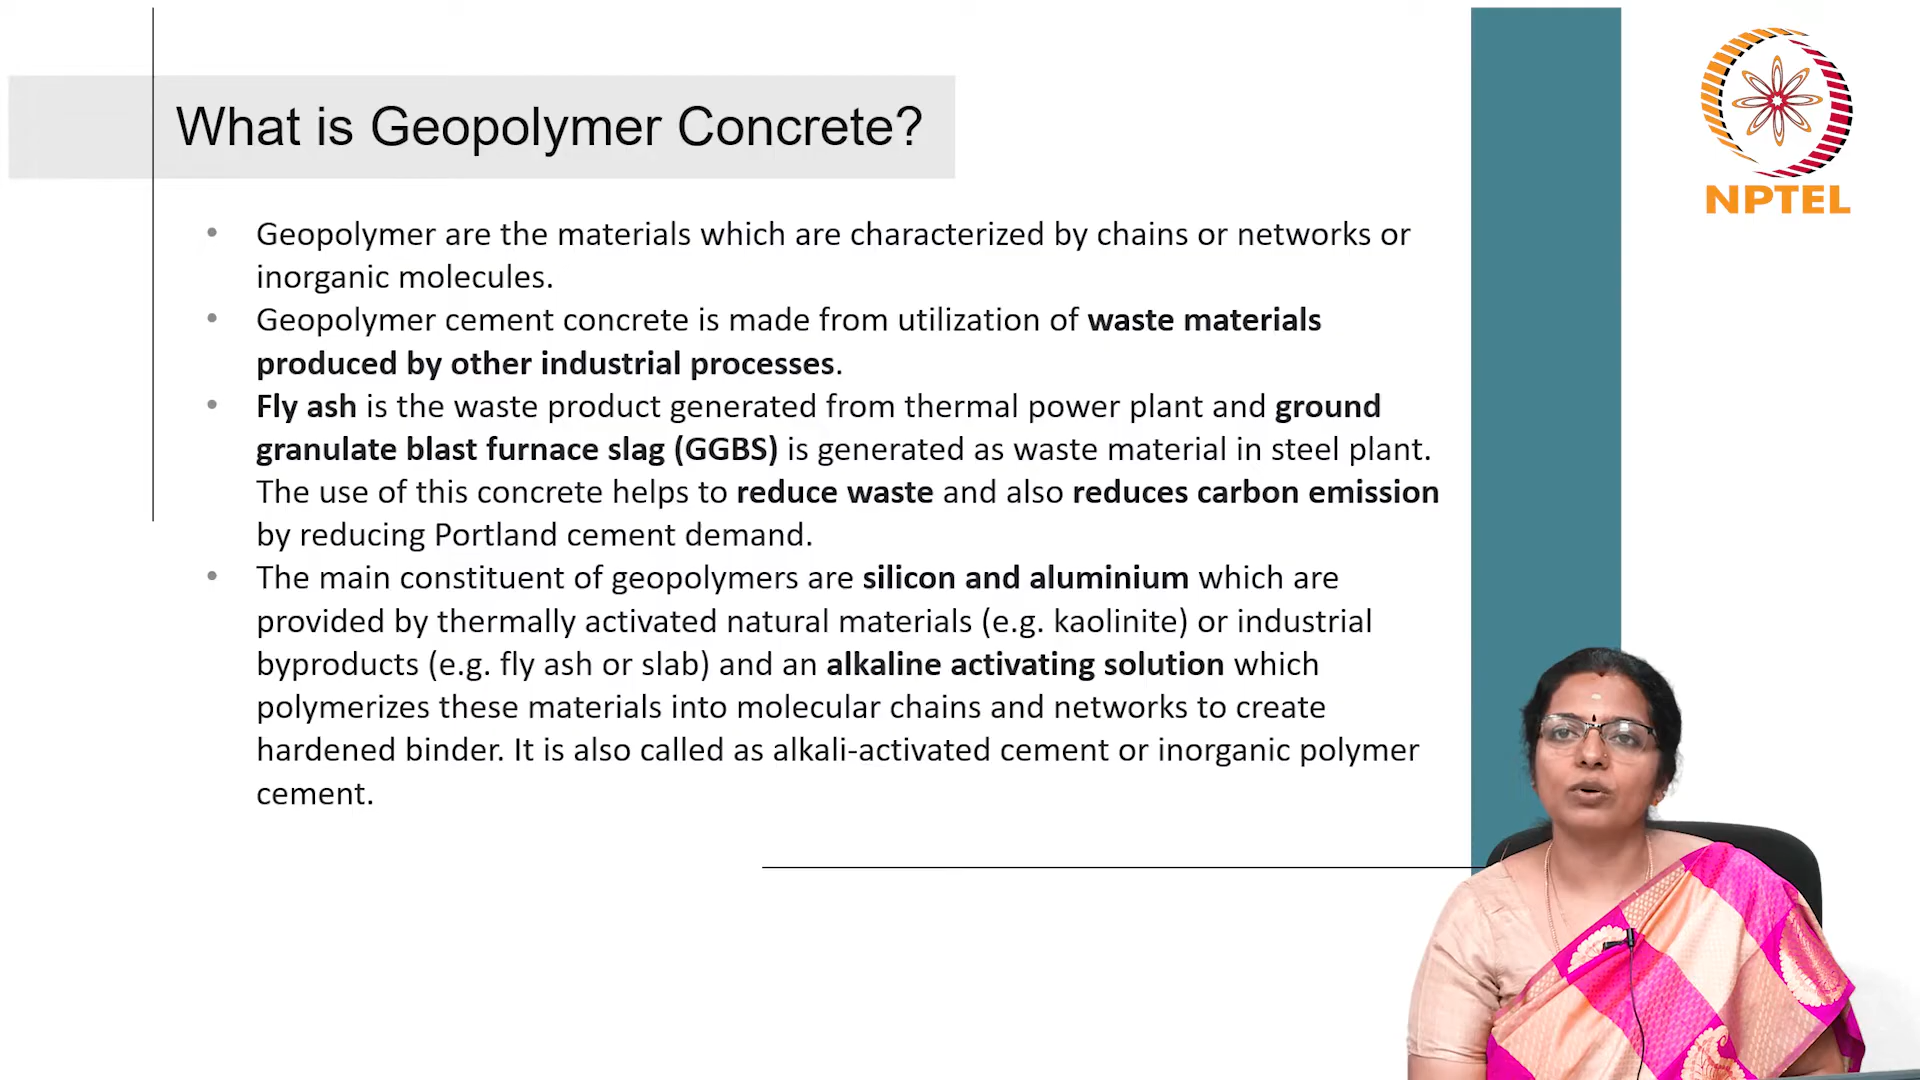 What is Geopolymer Concrete?
NPTEL
• Geopolymer are the materials which are characterized by chains or networks or
inorganic molecules.
• Geopolymer cement concrete is made from utilization of waste materials
produced by other industrial processes.
• Fly ash is the waste product generated from thermal power plant and ground
granulate blast furnace slag (GGBS) is generated as waste material in steel plant.
The use of this concrete helps to reduce waste and also reduces carbon emission
by reducing Portland cement demand.
• The main constituent of geopolymers are silicon and aluminium which are
provided by thermally activated natural materials (e.g. kaolinite) or industrial
byproducts (e.g. fly ash or slab) and an alkaline activating solution which
polymerizes these materials into molecular chains and networks to create
hardened binder. It is also called as alkali-activated cement or inorganic polymer
cement.